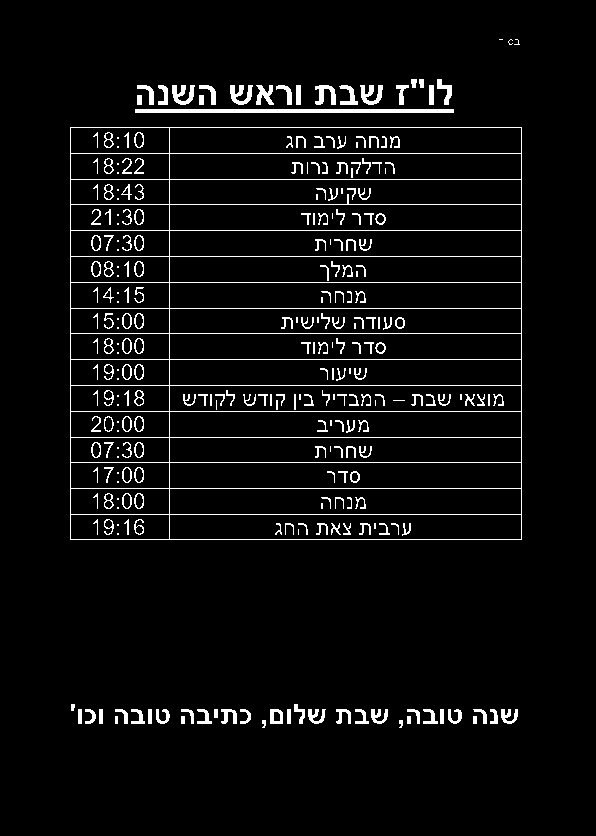 בס"ד
לו"ז שבת וראש השנה
מנחה ערב חג 18:10
הדלקת נרות 18:22
שקיעה 18:43
סדר לימוד 21:30
שחרית 07:30
המלך 08:10
מנחה 14:15
סעודה שלישית 15:00
סדר לימוד 18:00
שיעור 19:00
מוצאי שבת – המבדיל בין קודש לקודש 19:18
מעריב 20:00
שחרית 07:30
סדר 17:00
מנחה 18:00
ערבית צאת החג 19:16
שנה טובה, שבת שלום, כתיבה טובה וכו'